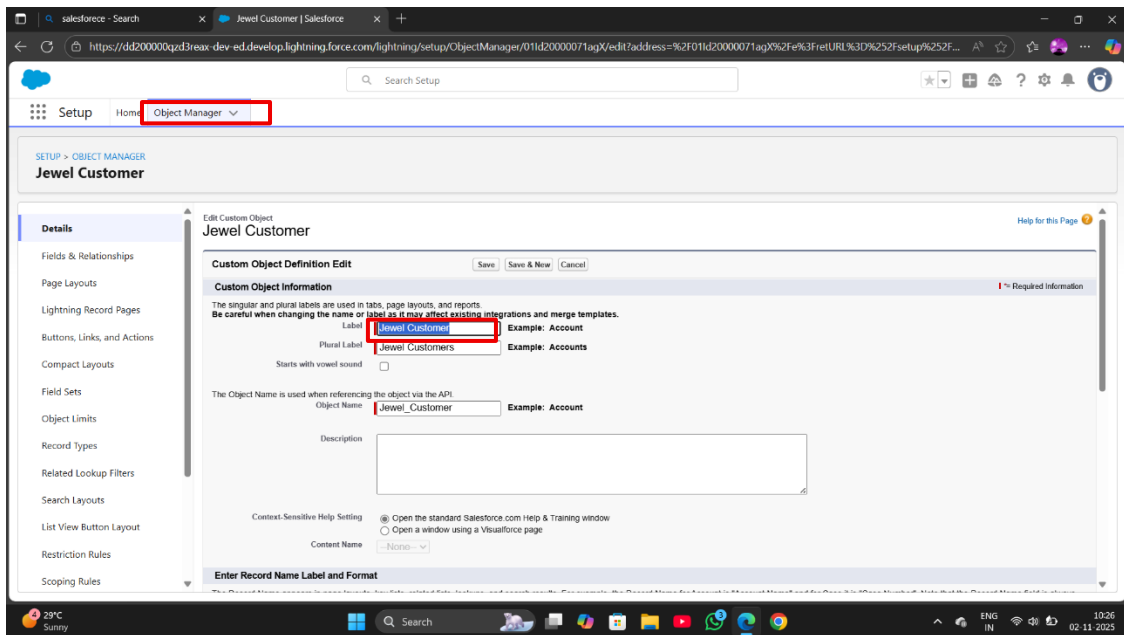 salesforece - Search
Jewel Customer | Salesforce
https://dd200000qzd3reax-dev-ed.develop.lightning.force.com/lightning/setup/ObjectManager/01Id20000071agX/edit?address=%2F01Id20000071agX%2Fe%3FretURL%3D%252Fsetup%252F...
Search Setup
Setup Home Object Manager
SETUP > OBJECT MANAGER
Jewel Customer
Details
Fields & Relationships
Page Layouts
Lightning Record Pages
Buttons, Links, and Actions
Compact Layouts
Field Sets
Object Limits
Record Types
Related Lookup Filters
Search Layouts
List View Button Layout
Restriction Rules
Scoping Rules
Edit Custom Object
Jewel Customer
Help for this Page
Custom Object Definition Edit Save Save & New Cancel
Custom Object Information = Required Information
The singular and plural labels are used in tabs, page layouts, and reports.
Be careful when changing the name or label as it may affect existing integrations and merge templates.
Label Jewel Customer Example: Account
Plural Label Jewel Customers Example: Accounts
Starts with vowel sound
The Object Name is used when referencing the object via the API.
Object Name Jewel_Customer Example: Account
Description
Context-Sensitive Help Setting Open the standard Salesforce.com Help & Training window
Open a window using a Visualforce page
Content Name --None--
Enter Record Name Label and Format
4 29°C
Sunny
Search
3
ENG
IN
10:26
02-11-2025